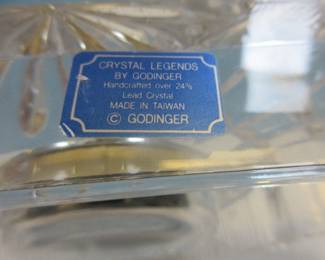 CRYSTAL LEGENDS
BY GODINGER
Handcrafted over 24%
Lead Crystal
MADE IN TAIWAN
© GODINGER